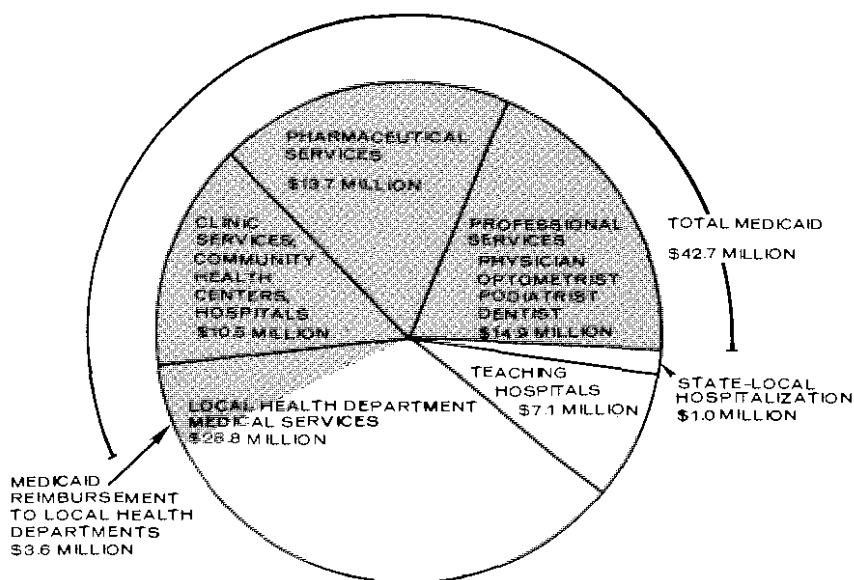 PHARMACEUTICAL
SERVICES
$13.7 MILLION
CLINIC
SERVICES,
COMMUNITY
HEALTH
CENTERS,
HOSPITALS
$10.5 MILLION
PROFESSIONAL
SERVICES
PHYSICIAN
OPTOMETRIST
PODIATRIST
DENTIST
$14.9 MILLION
TOTAL MEDICAID
$42.7 MILLION
TEACHING
HOSPITALS
$7.1 MILLION
STATE-LOCAL
HOSPITALIZATION
$1.0 MILLION
LOCAL HEALTH DEPARTMENT
MEDICAL SERVICES
$28.8 MILLION
MEDICAID
REIMBURSEMENT
TO LOCAL HEALTH
DEPARTMENTS
$3.6 MILLION